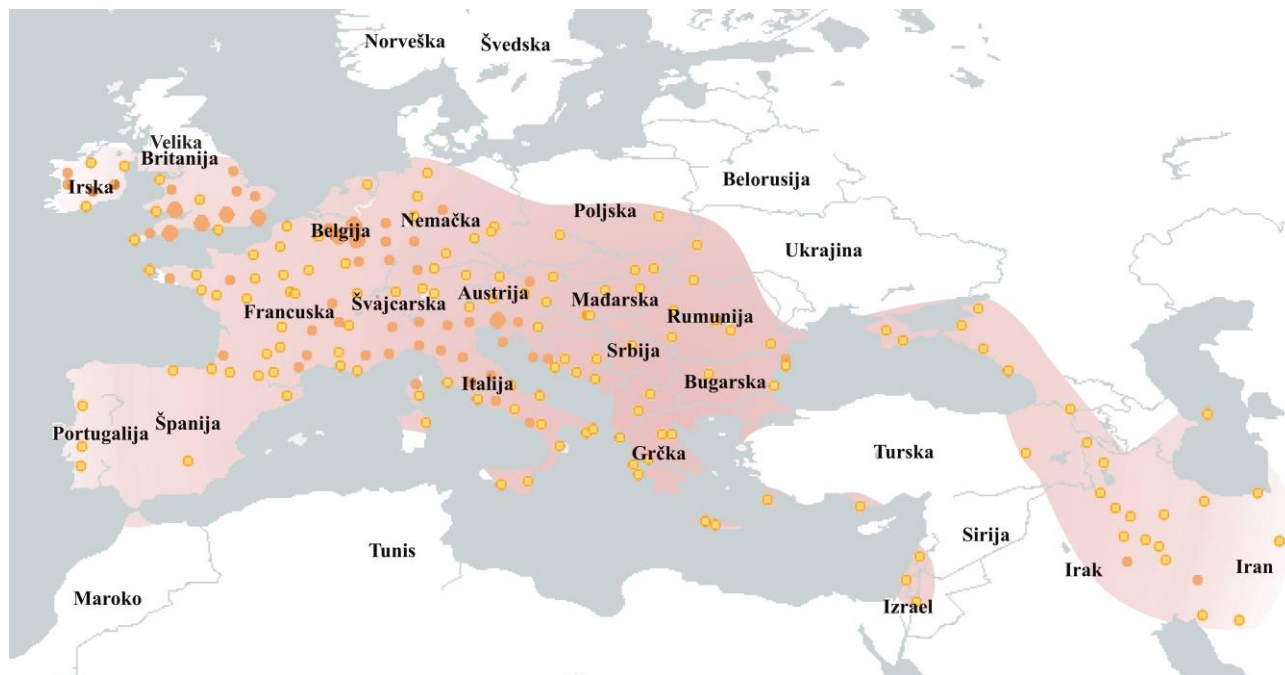 Norveška
Švedska
Velika
Britanija
Irska
Belorusija
Poljska
Nemačka
Belgija
Ukrajina
Austrija
Mađarska
Švajcarska
Francuska
Rumunija
Srbija
Bugarska
Italija
Španija
Portugalija
Grčka
Turska
Sirija
Tunis
Irak
Iran
Maroko
Izrael